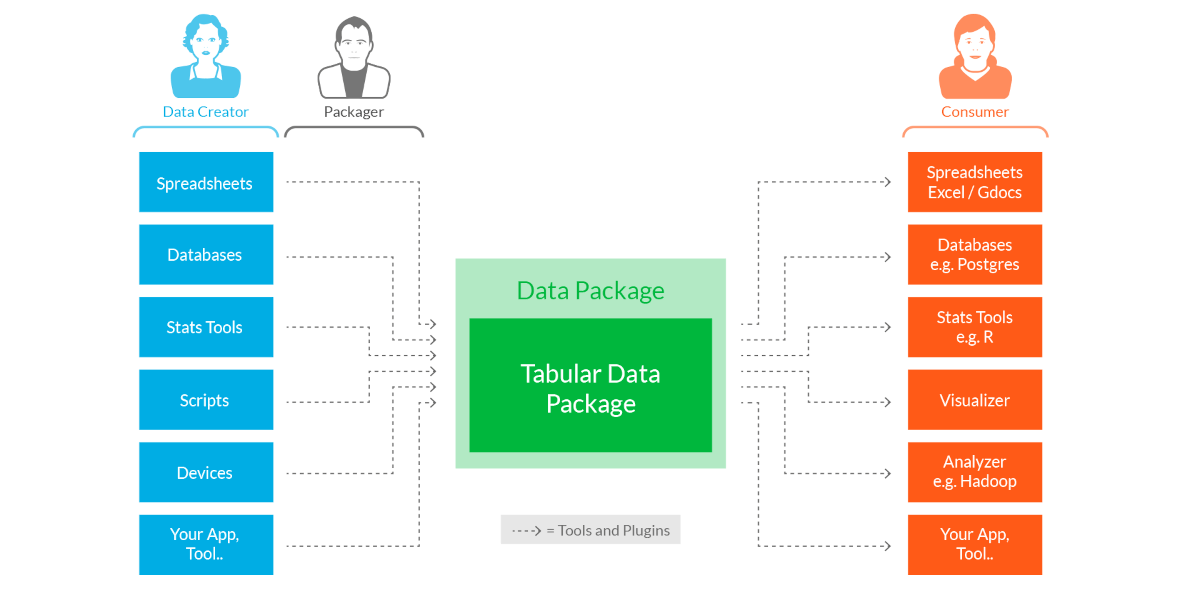 Data Creator
Packager
Consumer
Spreadsheets
Databases
Stats Tools
Scripts
Devices
Your App,
Tool..
Data Package
Tabular Data
Package
= Tools and Plugins
Spreadsheets
Excel / Gdocs
Databases
e.g. Postgres
Stats Tools
e.g. R
Visualizer
Analyzer
e.g. Hadoop
Your App,
Tool..